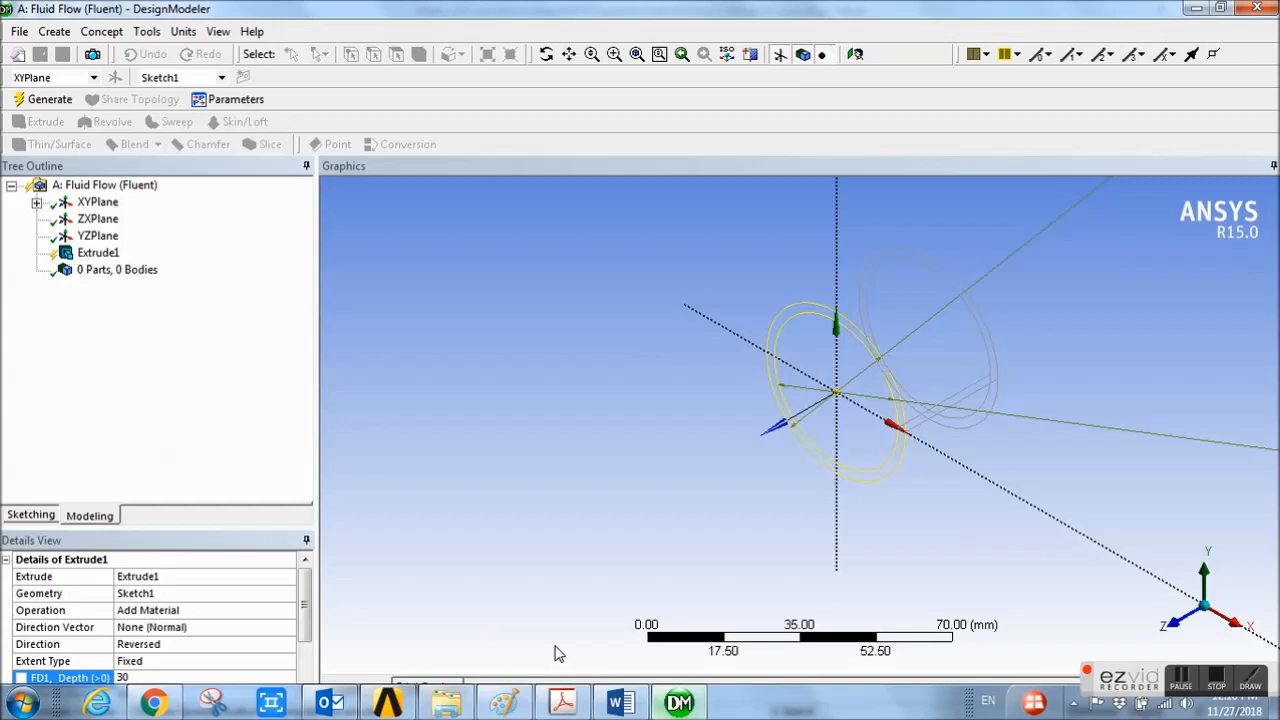 A: Fluid Flow (Fluent) - DesignModeler
File Create Concept Tools Units View Help
Undo Redo Select: ISO
XYPlane Sketch1
Generate Share Topology Parameters
Extrude Revolve Sweep Skin/Loft
Thin/Surface Blend Chamfer Slice Point Conversion
Tree Outline
A: Fluid Flow (Fluent)
XYPlane
ZXPlane
YZPlane
Extrude1
0 Parts, 0 Bodies
Sketching Modeling
Details View
Details of Extrude1
Extrude Extrude1
Geometry Sketch1
Operation Add Material
Direction Vector None (Normal)
Direction Reversed
Extent Type Fixed
FD1, Depth (>0) 30
Graphics
ANSYS
R15.0
0.00 35.00 70.00 (mm)
17.50 52.50
Y
Z X
ezvid
RECORDER
PAUSE STOP DRAW
DM
EN
11/27/2018